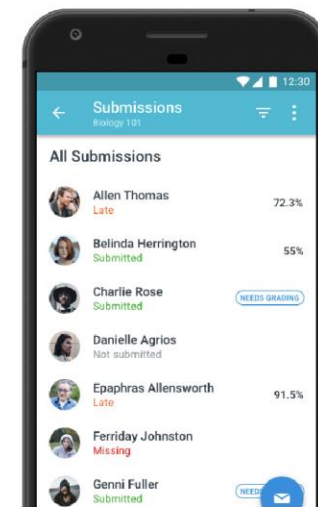 12:30
Submissions
Biology 101
All Submissions
Allen Thomas
Late
72.3%
Belinda Herrington
Submitted
55%
Charlie Rose
Submitted
NEEDS GRADING
Danielle Agrios
Not submitted
Epaphras Allensworth
Late
91.5%
Ferriday Johnston
Missing
Genni Fuller
Submitted
NEED